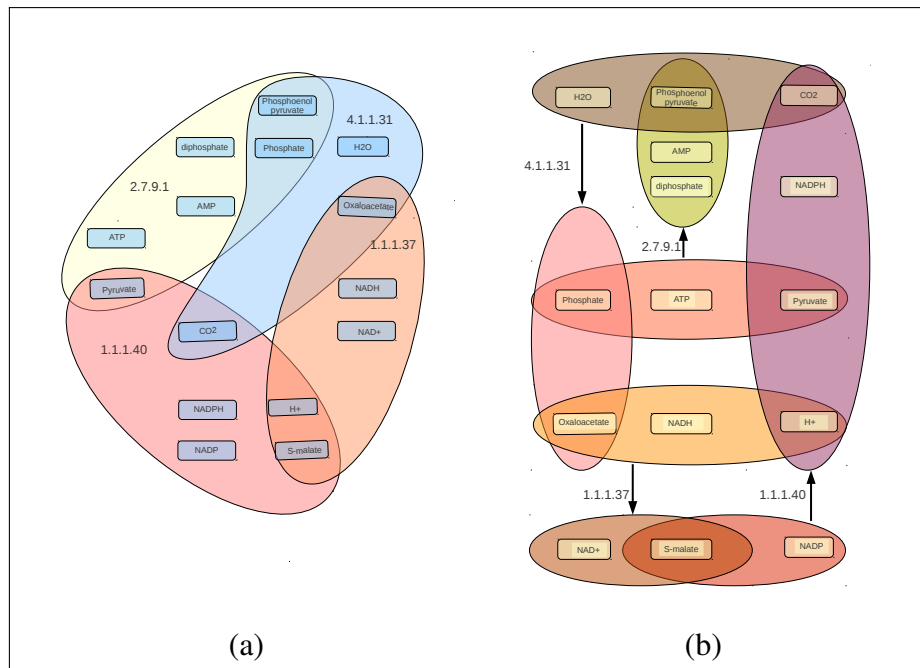 Phosphoenol
pyruvate
4.1.1.31
diphosphate
Phosphate
H2O
2.7.9.1
AMP
Oxaloacetate
ATP
1.1.1.37
Pyruvate
NADH
CO2
NAD+
1.1.1.40
NADPH
H+
NADP
S-malate
(a)
H2O
Phosphoenol
pyruvate
CO2
AMP
4.1.1.31
diphosphate
NADPH
2.7.9.1
Phosphate
ATP
Pyruvate
Oxaloacetate
NADH
H+
1.1.1.37
1.1.1.40
NAD+
S-malate
NADP
(b)